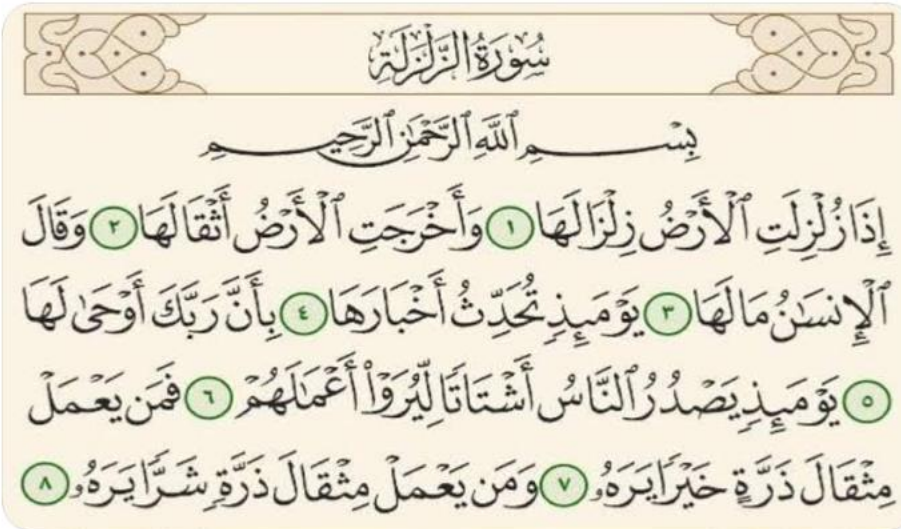 سُورَةُ الزَّلْزَلَةِ
بِسْمِ ٱللَّهِ ٱلرَّحْمَٰنِ ٱلرَّحِيمِ
إِذَا زُلْزِلَتِ ٱلْأَرْضُ زِلْزَالَهَا ١ وَأَخْرَجَتِ ٱلْأَرْضُ أَثْقَالَهَا ٢ وَقَالَ
ٱلْإِنسَٰنُ مَا لَهَا ٣ يَوْمَئِذٍ تُحَدِّثُ أَخْبَارَهَا ٤ بِأَنَّ رَبَّكَ أَوْحَىٰ لَهَا
٥ يَوْمَئِذٍ يَصْدُرُ ٱلنَّاسُ أَشْتَاتًا لِّيُرَوْا۟ أَعْمَٰلَهُمْ ٦ فَمَن يَعْمَلْ
مِثْقَالَ ذَرَّةٍ خَيْرًا يَرَهُۥ ٧ وَمَن يَعْمَلْ مِثْقَالَ ذَرَّةٍ شَرًّا يَرَهُۥ ٨